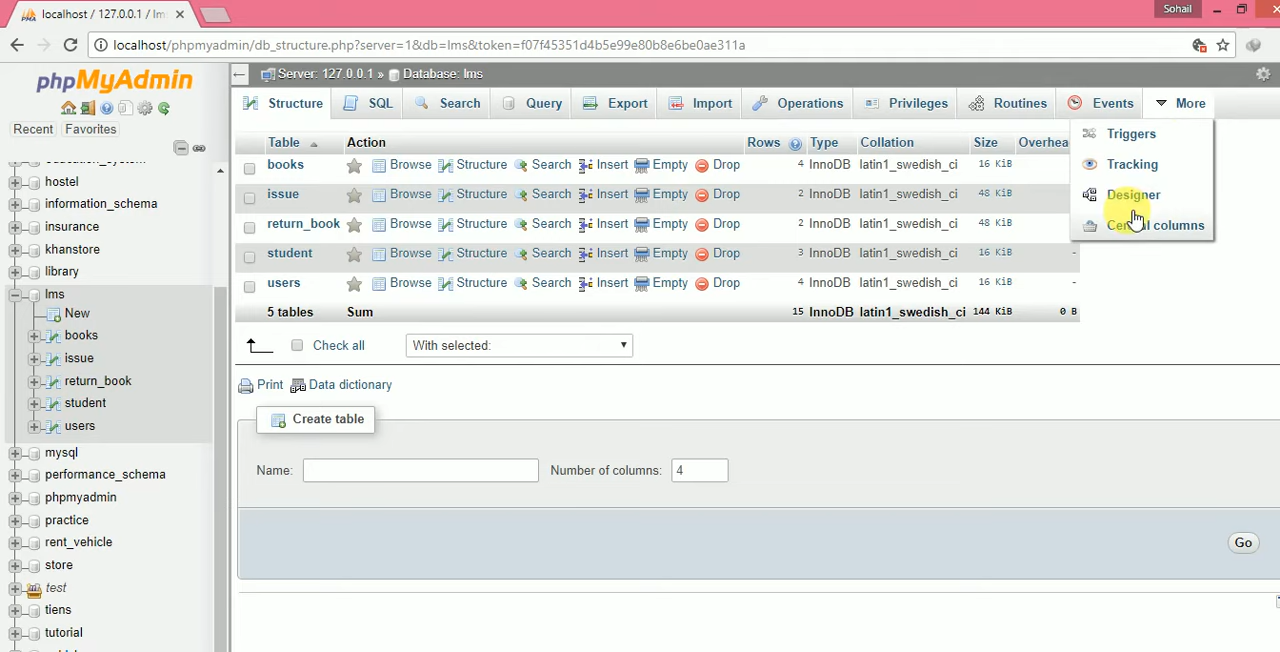 localhost / 127.0.0.1 / lm
Sohail
localhost/phpmyadmin/db_structure.php?server=1&db=lms&token=f07f45351d4b5e99e80b8e6be0ae311a
phpMyAdmin
Recent
Favorites
hostel
information_schema
insurance
khanstore
library
lms
New
books
issue
return_book
student
users
mysql
performance_schema
phpmyadmin
practice
rent_vehicle
store
test
tiens
tutorial
Server: 127.0.0.1 » Database: lms
Structure SQL Search Query Export Import Operations Privileges Routines Events More
Triggers
Tracking
Designer
Central columns
Table Action Rows Type Collation Size Overhea
books Browse Structure Search Insert Empty Drop 4 InnoDB latin1_swedish_ci 16 KiB
issue Browse Structure Search Insert Empty Drop 2 InnoDB latin1_swedish_ci 48 KiB
return_book Browse Structure Search Insert Empty Drop 2 InnoDB latin1_swedish_ci 48 KiB
student Browse Structure Search Insert Empty Drop 3 InnoDB latin1_swedish_ci 16 KiB -
users Browse Structure Search Insert Empty Drop 4 InnoDB latin1_swedish_ci 16 KiB -
5 tables Sum 15 InnoDB latin1_swedish_ci 144 KiB 0 B
Check all With selected:
Print Data dictionary
Create table
Name: Number of columns: 4
Go